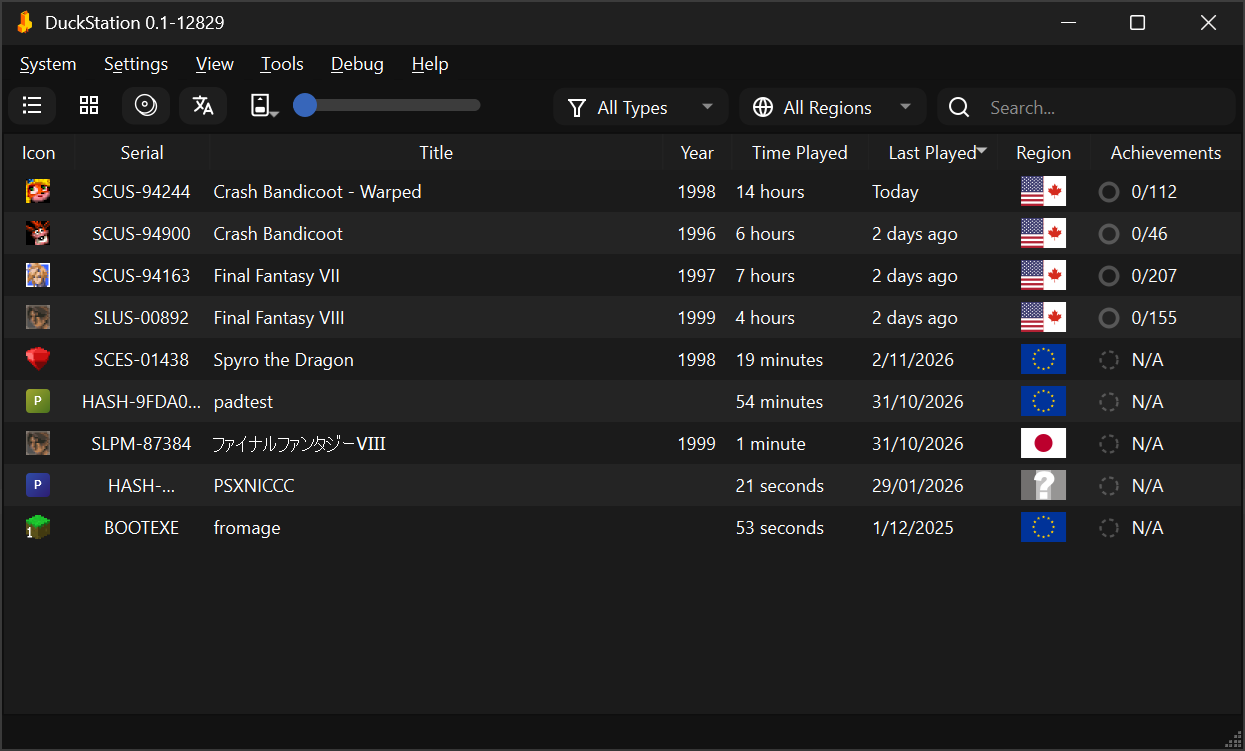 DuckStation 0.1-12829
System Settings View Tools Debug Help
All Types All Regions Search...
Icon Serial Title Year Time Played Last Played Region Achievements
SCUS-94244 Crash Bandicoot - Warped 1998 14 hours Today 0/112
SCUS-94900 Crash Bandicoot 1996 6 hours 2 days ago 0/46
SCUS-94163 Final Fantasy VII 1997 7 hours 2 days ago 0/207
SLUS-00892 Final Fantasy VIII 1999 4 hours 2 days ago 0/155
SCES-01438 Spyro the Dragon 1998 19 minutes 2/11/2026 N/A
P HASH-9FDA0... padtest 54 minutes 31/10/2026 N/A
SLPM-87384 ファイナルファンタジーVIII 1999 1 minute 31/10/2026 N/A
P HASH-... PSXNICCC 21 seconds 29/01/2026 N/A
1 BOOTEXE fromage 53 seconds 1/12/2025 N/A